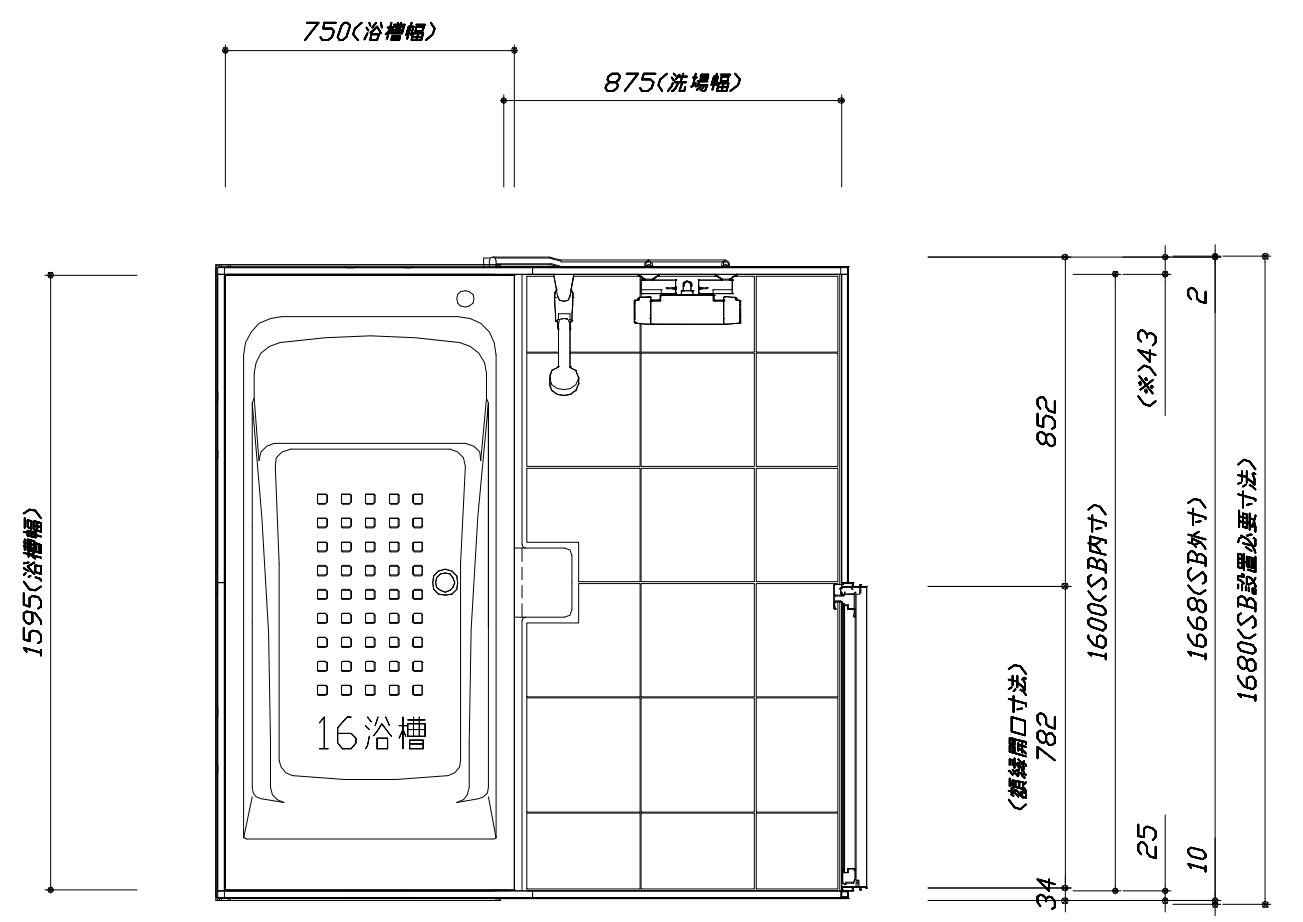 750(浴槽幅)
875(洗場幅)
1595(浴槽幅)
16浴槽
852
(額縁開口寸法)
782
34
1600(SB内寸)
(※)43
25
2
1668(SB外寸)
10
1680(SB設置必要寸法)